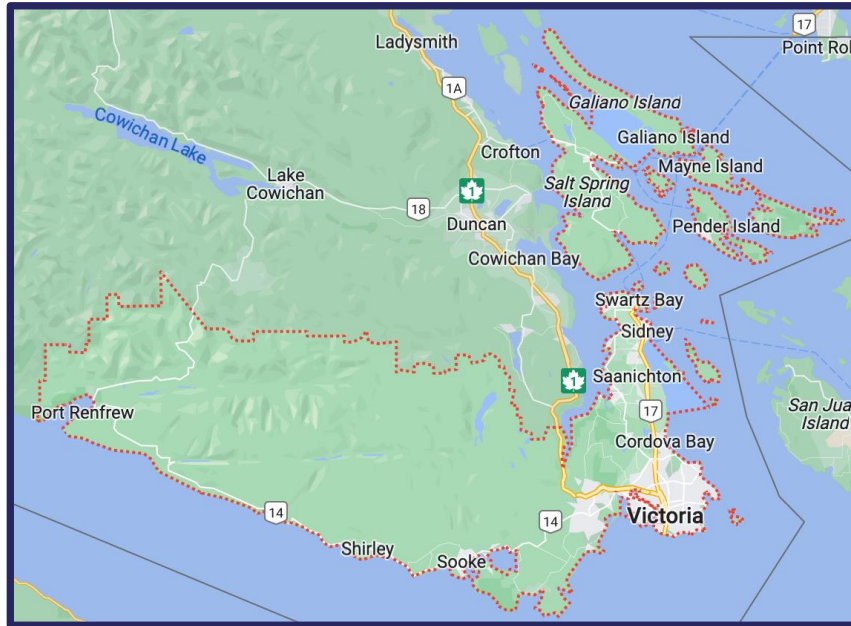 17
Point Rol
Ladysmith
1A
Galiano Island
Cowichan Lake
Crofton
Galiano Island
Mayne Island
Lake
Cowichan
1
Salt Spring
Island
18
Duncan
Pender Island
Cowichan Bay
Swartz Bay
Sidney
1
Saanichton
San Jua
Island
Port Renfrew
17
Cordova Bay
14
14
Victoria
Shirley
Sooke